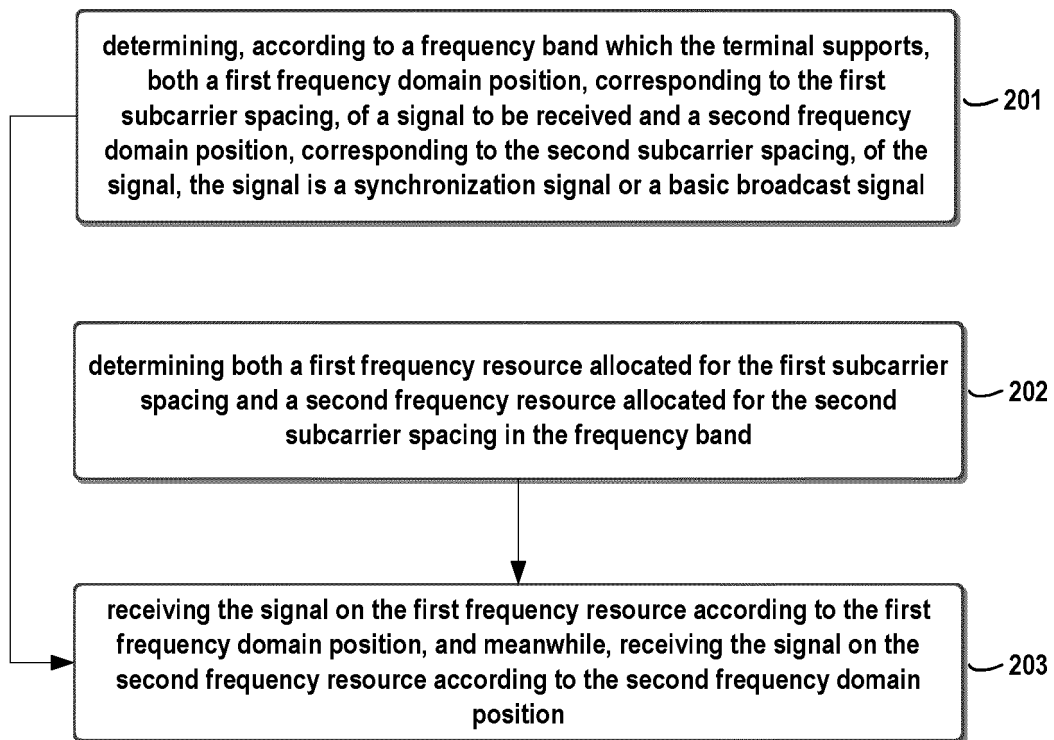 determining, according to a frequency band which the terminal supports,
both a first frequency domain position, corresponding to the first
subcarrier spacing, of a signal to be received and a second frequency
domain position, corresponding to the second subcarrier spacing, of the
signal, the signal is a synchronization signal or a basic broadcast signal
201
determining both a first frequency resource allocated for the first subcarrier
spacing and a second frequency resource allocated for the second
subcarrier spacing in the frequency band
202
receiving the signal on the first frequency resource according to the first
frequency domain position, and meanwhile, receiving the signal on the
second frequency resource according to the second frequency domain
position
203